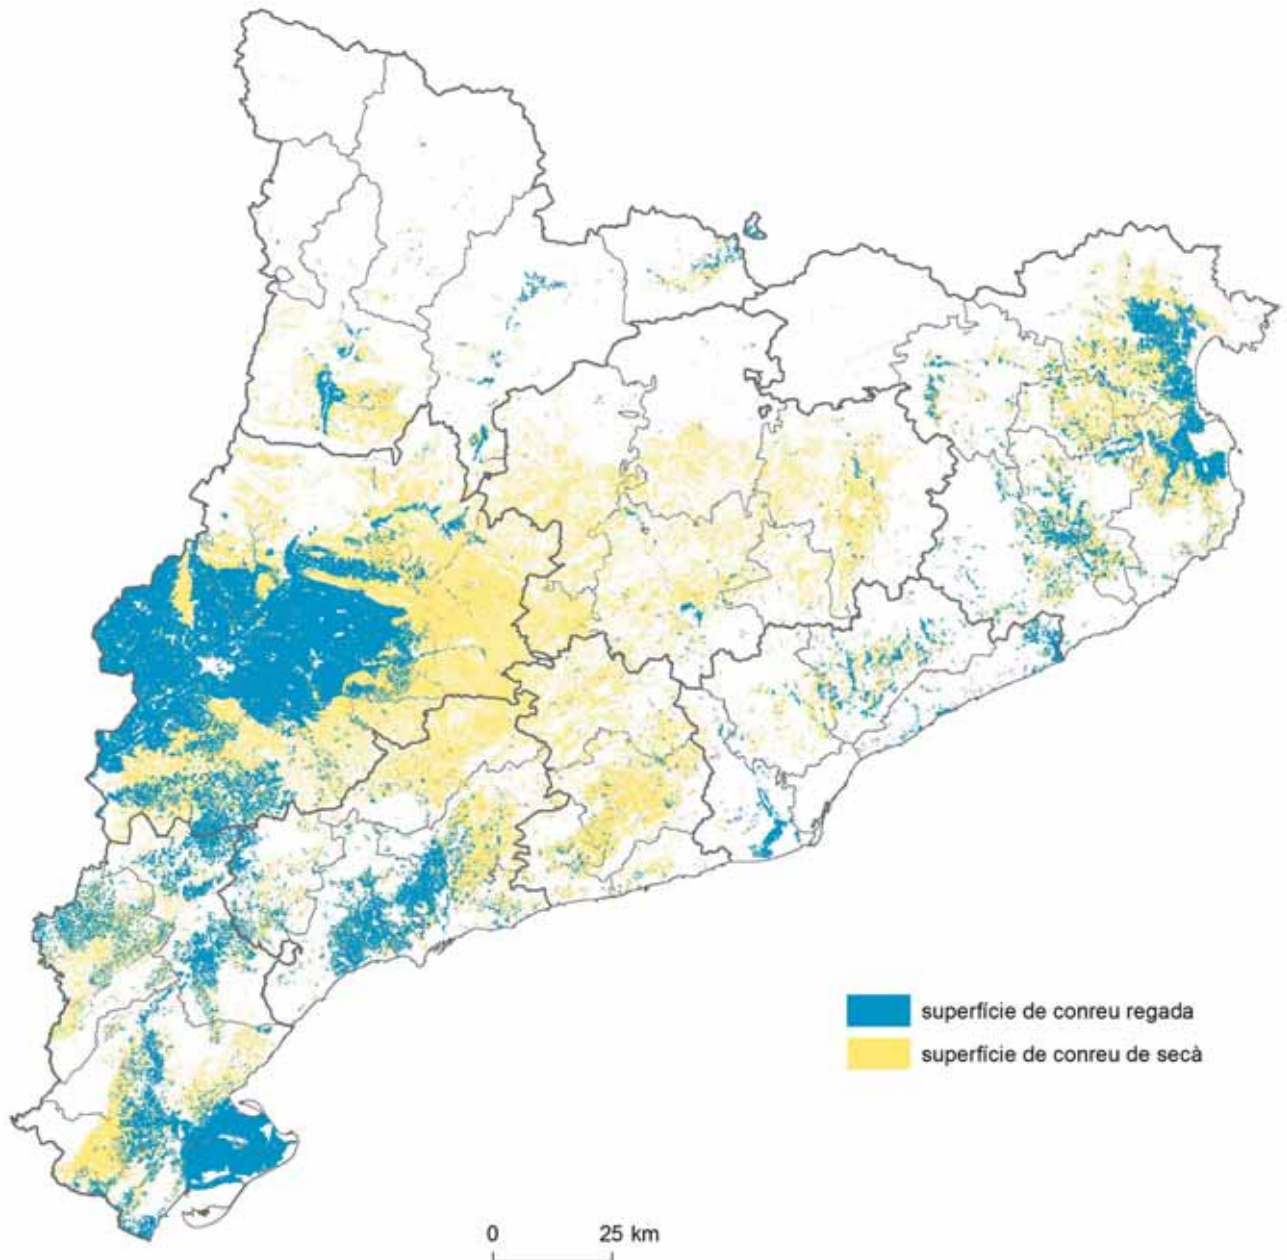 superfície de conreu regada
superfície de conreu de secà
0 25 km